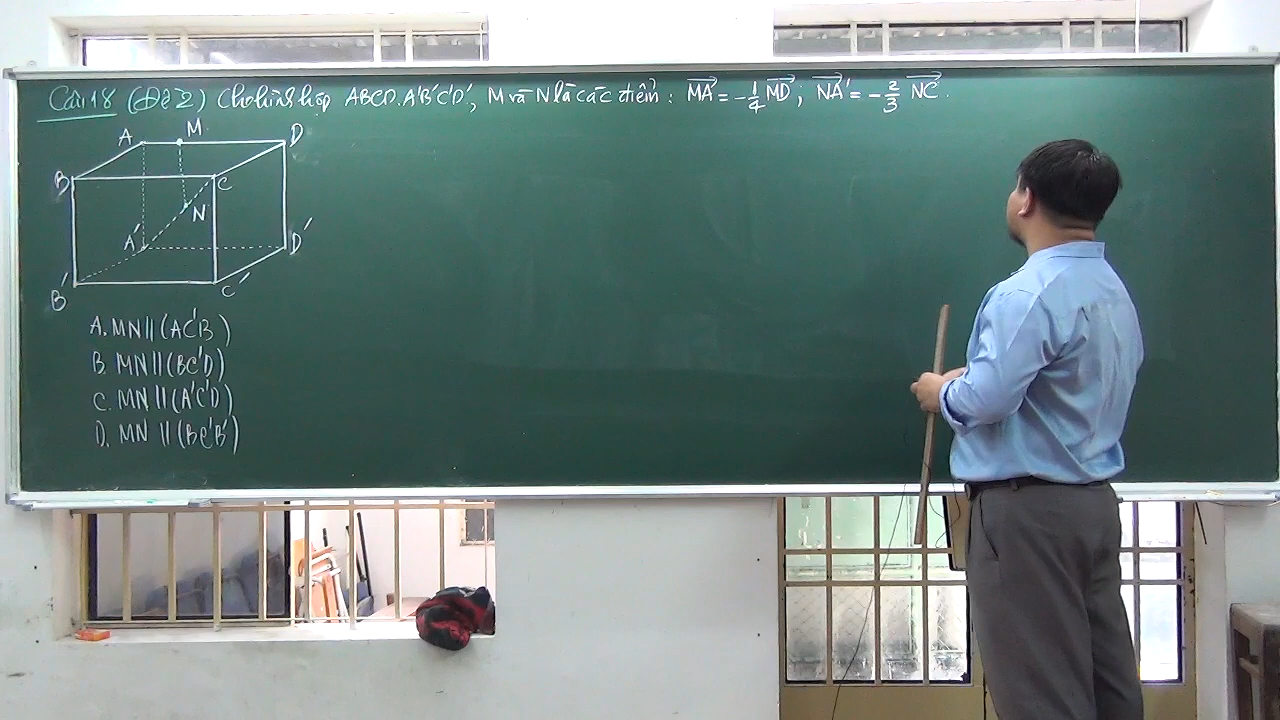 Câu 18 (Đề 2) Cho hình hộp ABCD.A'B'C'D', M và N là các điểm: MA = -1/4 MD; NA' = -2/3 NC.
A M D
B C
N
A' D'
B' C'
A. MN || (AC'B)
B. MN || (BC'D)
C. MN || (A'C'D)
D. MN || (BC'B')